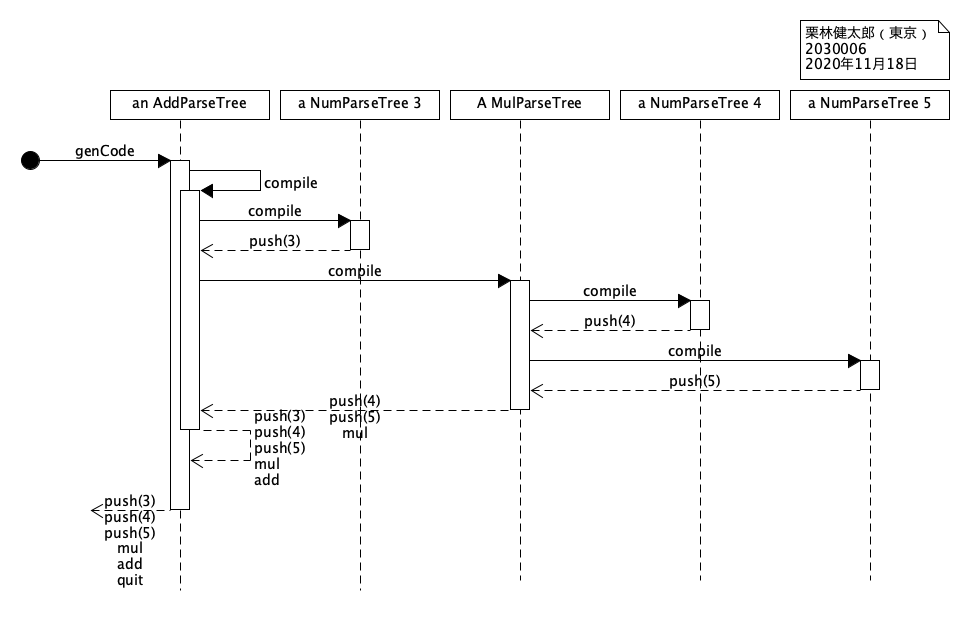 栗林健太郎（東京）
2030006
2020年11月18日
an AddParseTree
a NumParseTree 3
A MulParseTree
a NumParseTree 4
a NumParseTree 5
genCode
compile
compile
push(3)
compile
compile
push(4)
compile
push(5)
push(4)
push(5)
mul
push(3)
push(4)
push(5)
mul
add
push(3)
push(4)
push(5)
mul
add
quit